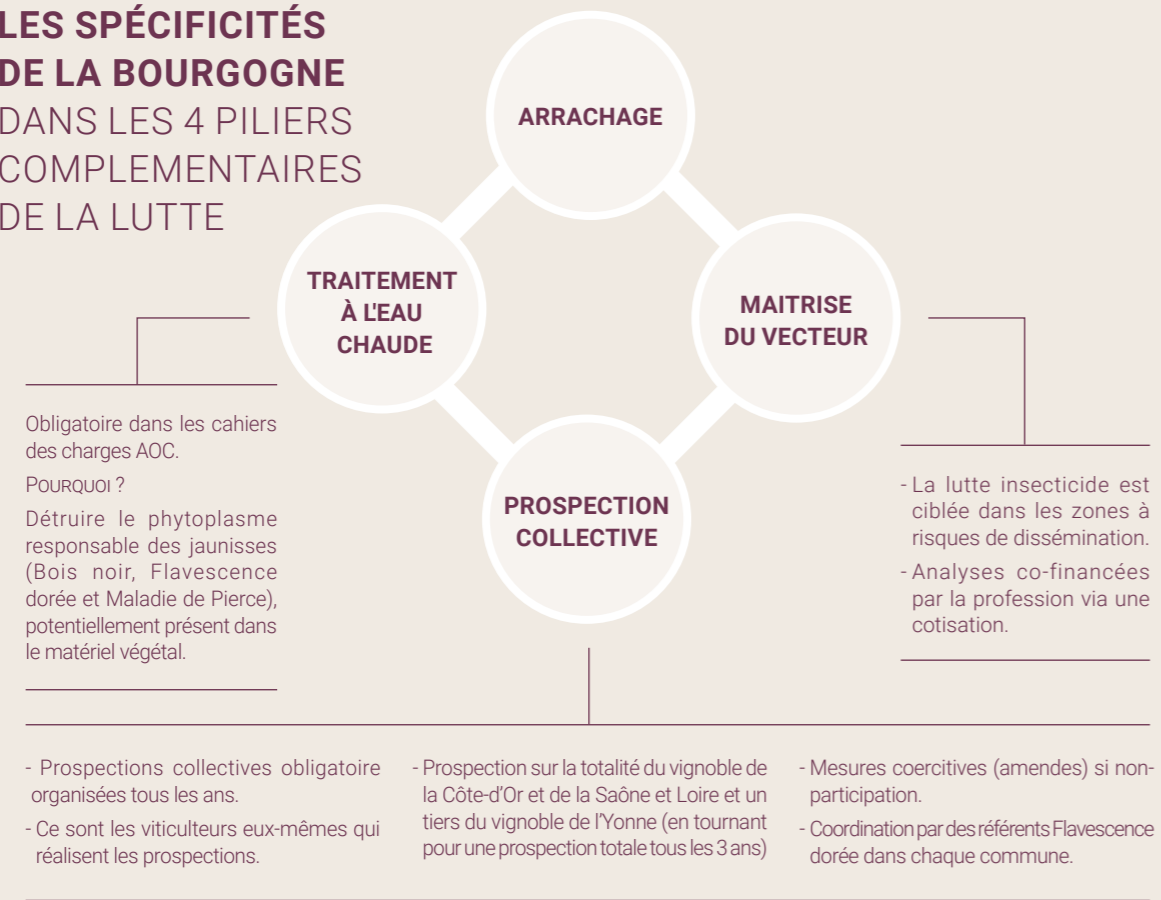 LES SPÉCIFICITÉS
DE LA BOURGOGNE
DANS LES 4 PILIERS
COMPLEMENTAIRES
DE LA LUTTE
ARRACHAGE
TRAITEMENT
À L'EAU
CHAUDE
MAITRISE
DU VECTEUR
PROSPECTION
COLLECTIVE
Obligatoire dans les cahiers
des charges AOC.
POURQUOI ?
Détruire le phytoplasme
responsable des jaunisses
(Bois noir, Flavescence
dorée et Maladie de Pierce),
potentiellement présent dans
le matériel végétal.
- La lutte insecticide est
ciblée dans les zones à
risques de dissémination.
- Analyses co-financées
par la profession via une
cotisation.
- Prospections collectives obligatoire
organisées tous les ans.
- Ce sont les viticulteurs eux-mêmes qui
réalisent les prospections.
- Prospection sur la totalité du vignoble de
la Côte-d'Or et de la Saône et Loire et un
tiers du vignoble de l'Yonne (en tournant
pour une prospection totale tous les 3 ans)
- Mesures coercitives (amendes) si non-
participation.
- Coordination par des référents Flavescence
dorée dans chaque commune.